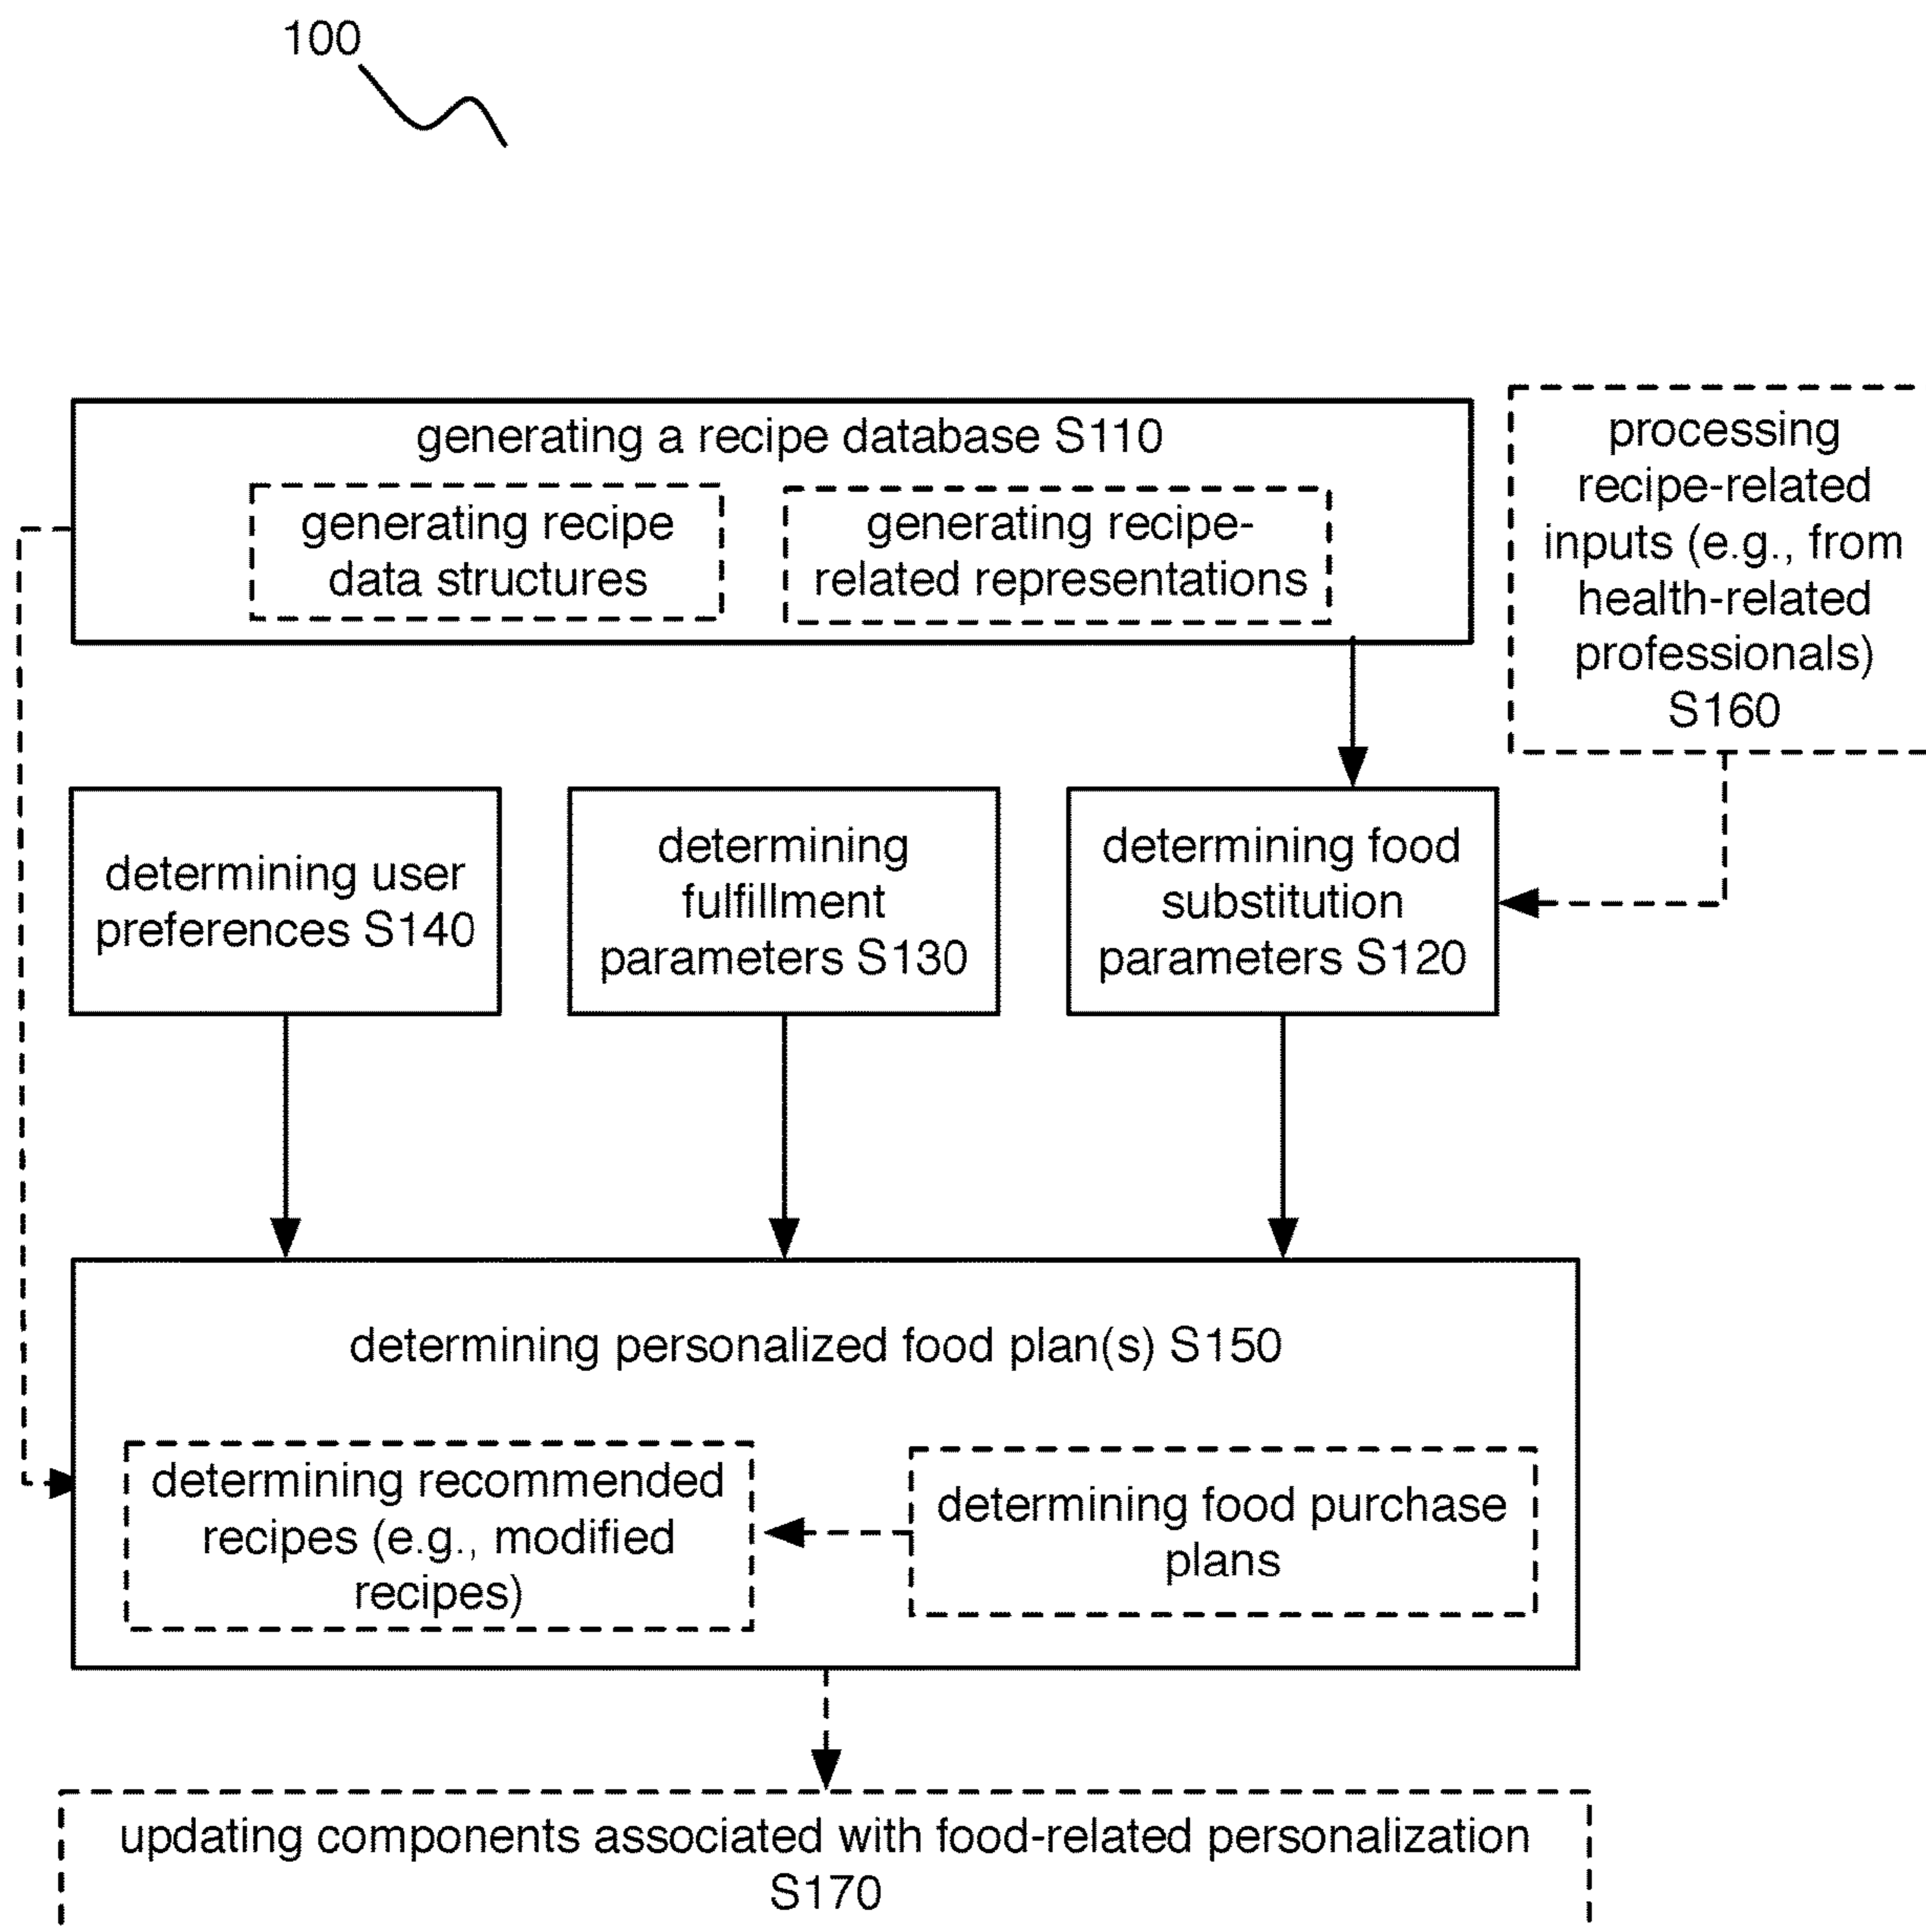 100
generating a recipe database S110
generating recipe
data structures
generating recipe-
related representations
processing
recipe-related
inputs (e.g., from
health-related
professionals)
S160
determining user
preferences S140
determining
fulfillment
parameters S130
determining food
substitution
parameters S120
determining personalized food plan(s) S150
determining recommended
recipes (e.g., modified
recipes)
determining food purchase
plans
updating components associated with food-related personalization
S170